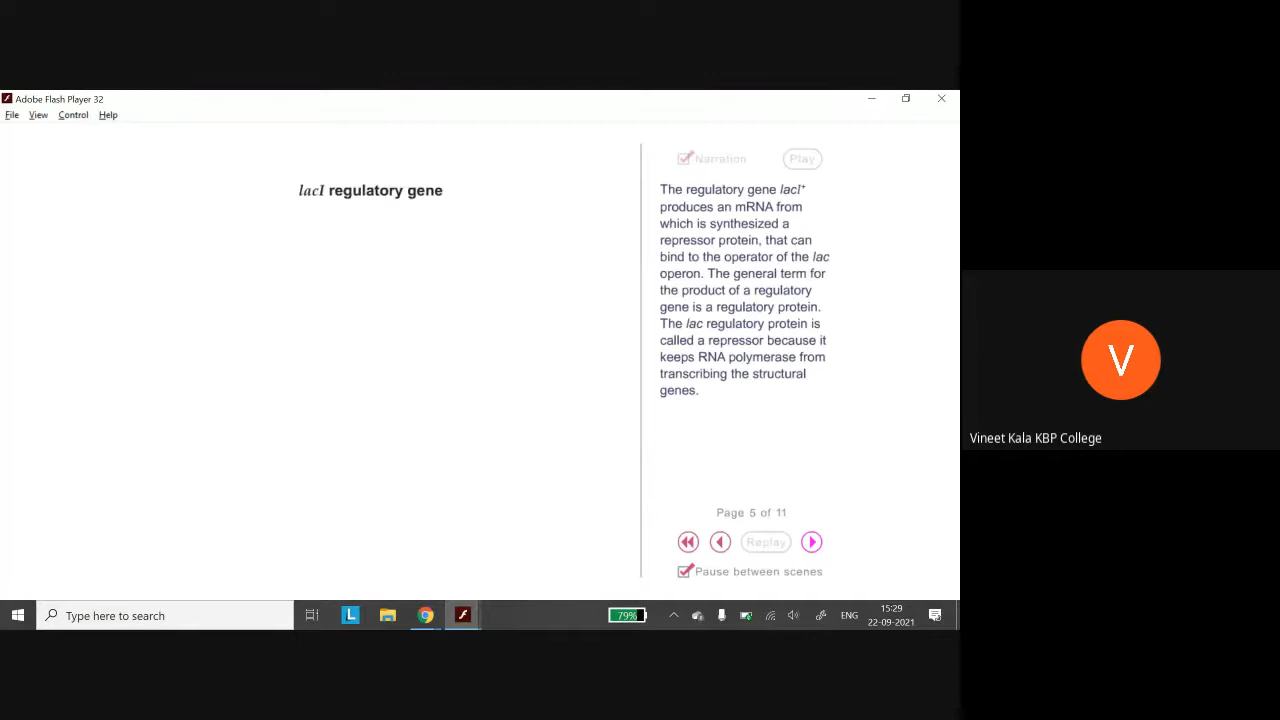 Adobe Flash Player 32
File View Control Help
lacI regulatory gene
Narration Play
The regulatory gene lacI+
produces an mRNA from
which is synthesized a
repressor protein, that can
bind to the operator of the lac
operon. The general term for
the product of a regulatory
gene is a regulatory protein.
The lac regulatory protein is
called a repressor because it
keeps RNA polymerase from
transcribing the structural
genes.
Page 5 of 11
Replay
Pause between scenes
V
Vineet Kala KBP College
Type here to search
L
79%
ENG
15:29
22-09-2021